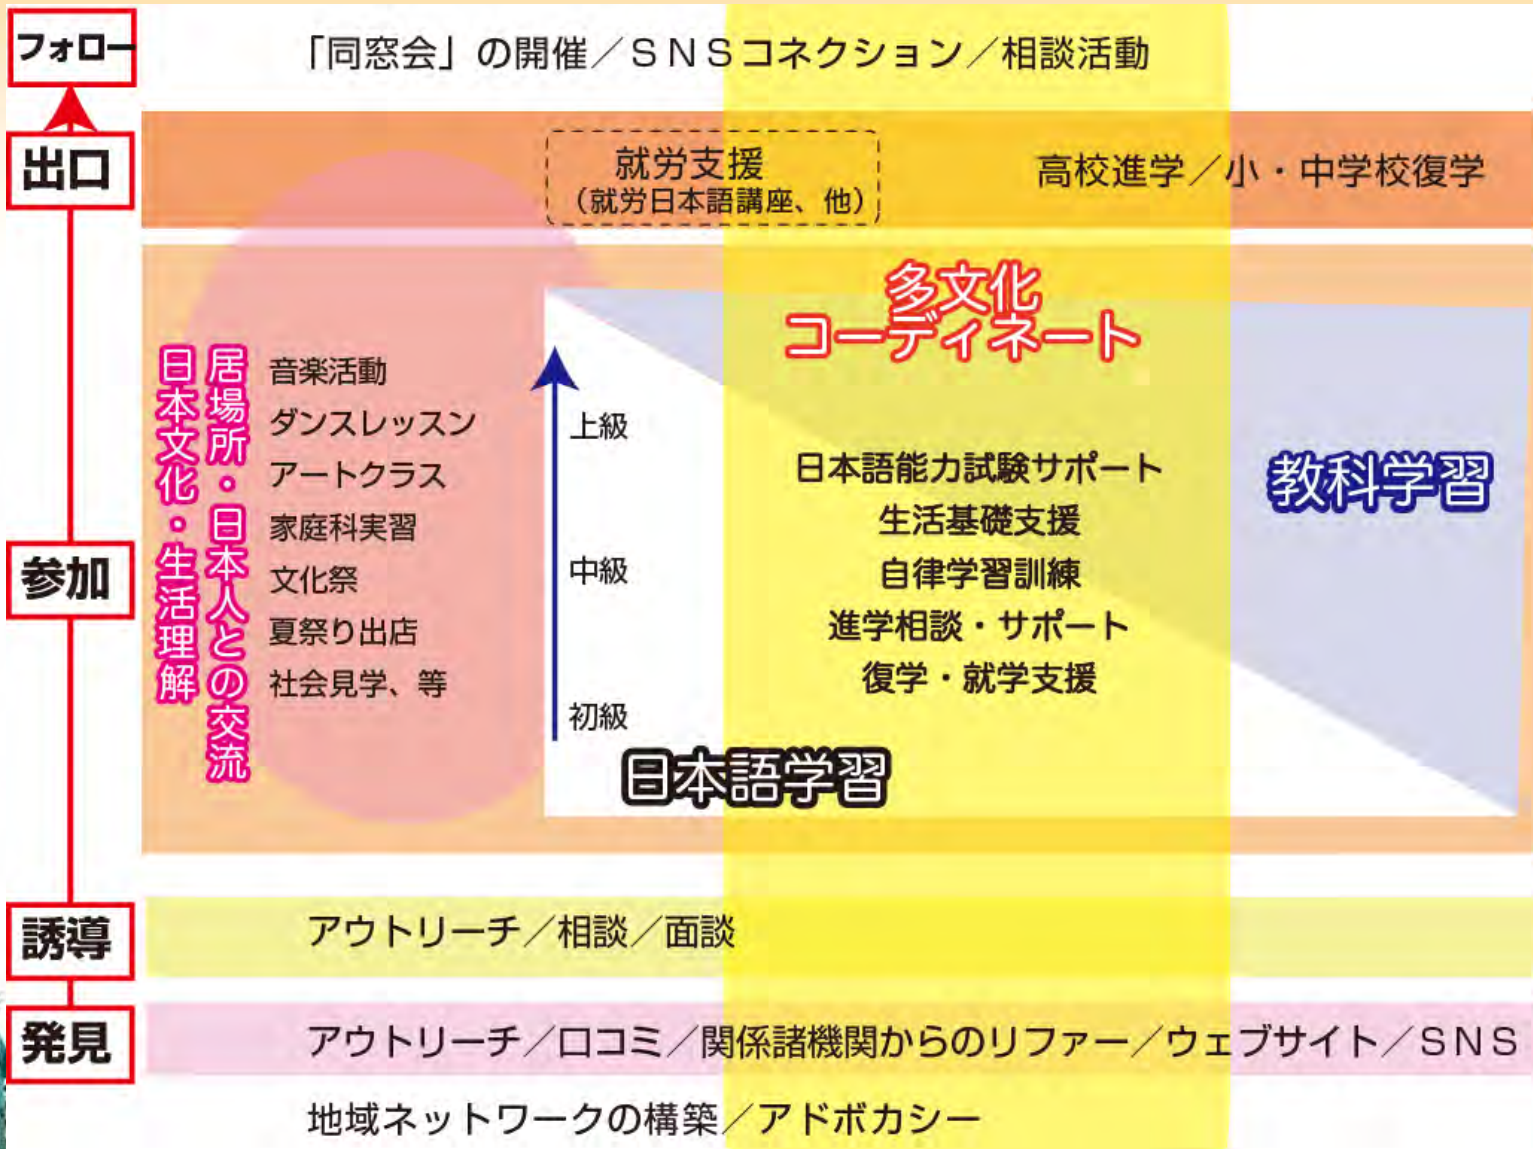 フォロー
「同窓会」の開催／ＳＮＳコネクション／相談活動
出口
就労支援
（就労日本語講座、他）
高校進学／小・中学校復学
参加
居場所・日本人との交流
日本文化・生活理解
音楽活動
ダンスレッスン
アートクラス
家庭科実習
文化祭
夏祭り出店
社会見学、等
上級
中級
初級
日本語学習
多文化
コーディネート
日本語能力試験サポート
生活基礎支援
自律学習訓練
進学相談・サポート
復学・就学支援
教科学習
誘導
アウトリーチ／相談／面談
発見
アウトリーチ／口コミ／関係諸機関からのリファー／ウェブサイト／ＳＮＳ
地域ネットワークの構築／アドボカシー